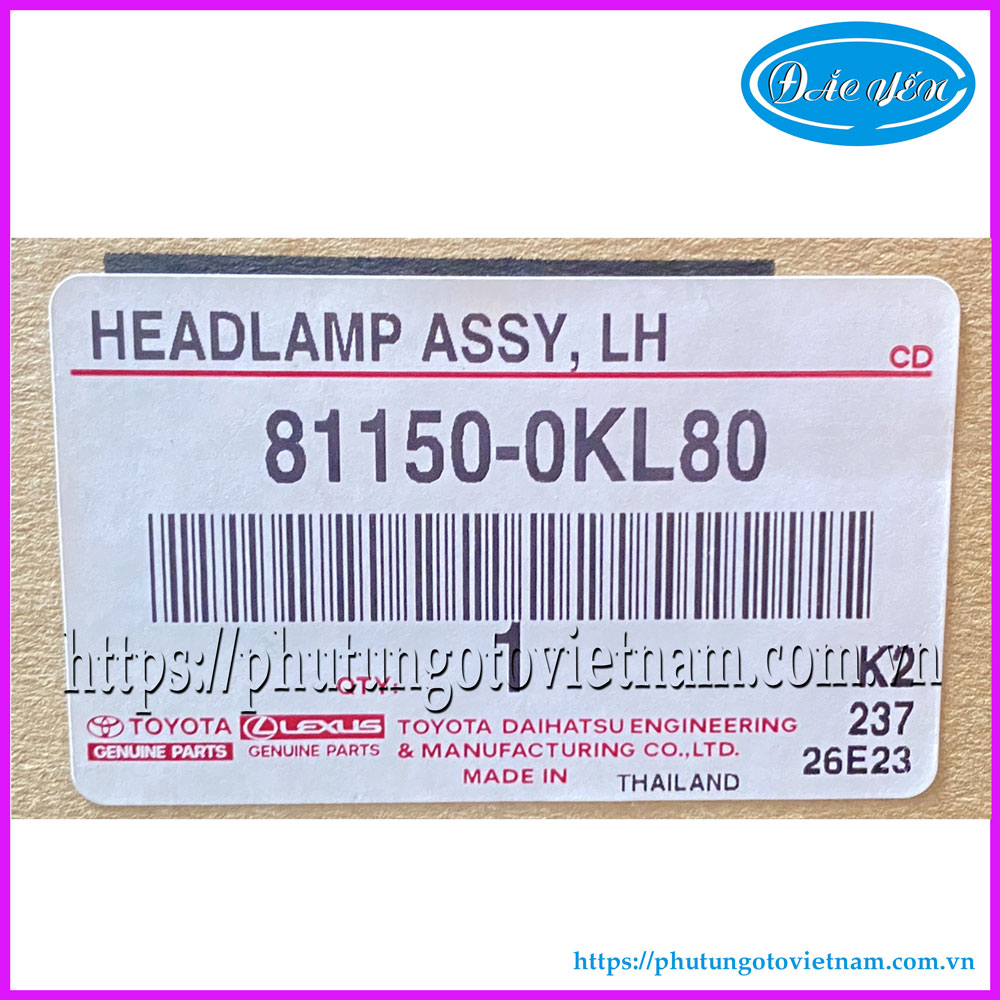 ĐẮC YẾN
HEADLAMP ASSY, LH
CD
81150-0KL80
https://phutungotovietnam.com.vn
QTY: 1 K2
TOYOTA LEXUS TOYOTA DAIHATSU ENGINEERING 237
GENUINE PARTS GENUINE PARTS & MANUFACTURING CO.,LTD. 26E23
MADE IN THAILAND
https://phutungotovietnam.com.vn